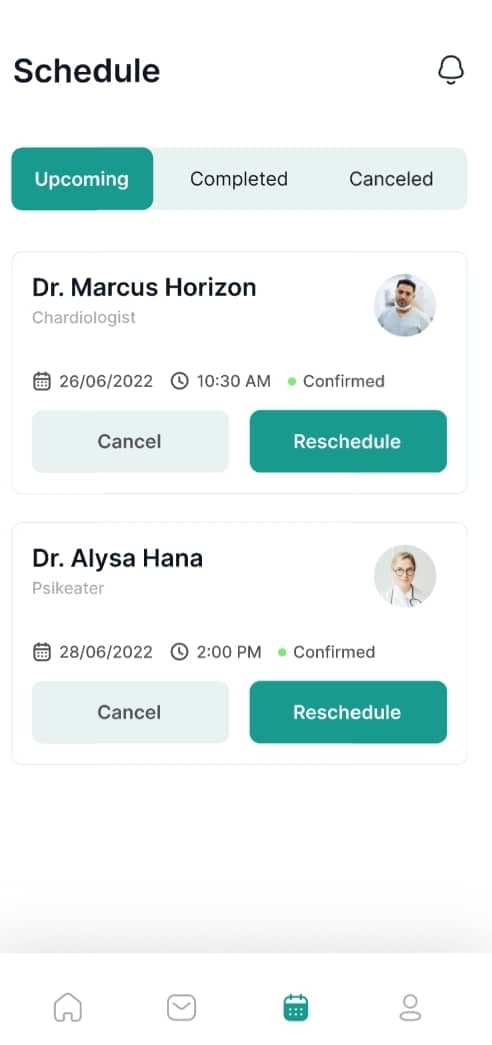 Schedule
Upcoming Completed Canceled
Dr. Marcus Horizon
Chardiologist
26/06/2022 10:30 AM Confirmed
Cancel Reschedule
Dr. Alysa Hana
Psikeater
28/06/2022 2:00 PM Confirmed
Cancel Reschedule